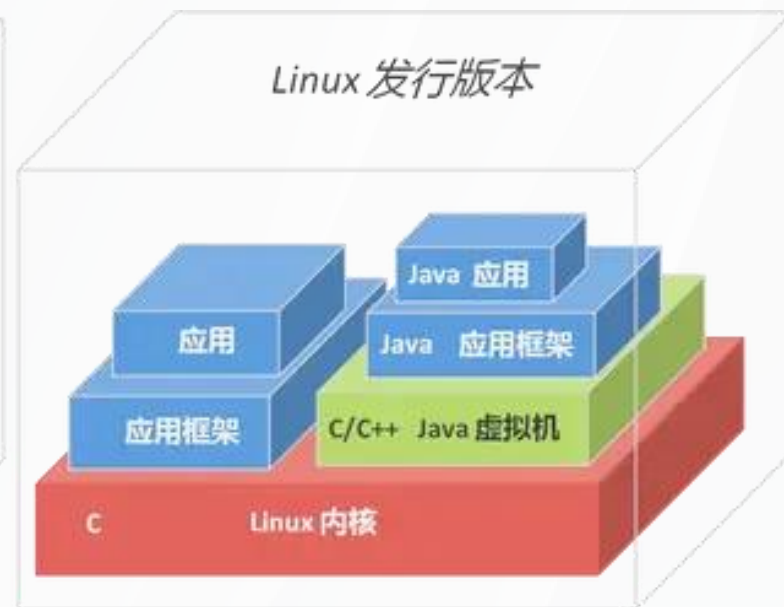 Linux 发行版本
Java 应用
应用
Java 应用框架
应用框架
C/C++ Java 虚拟机
C Linux 内核